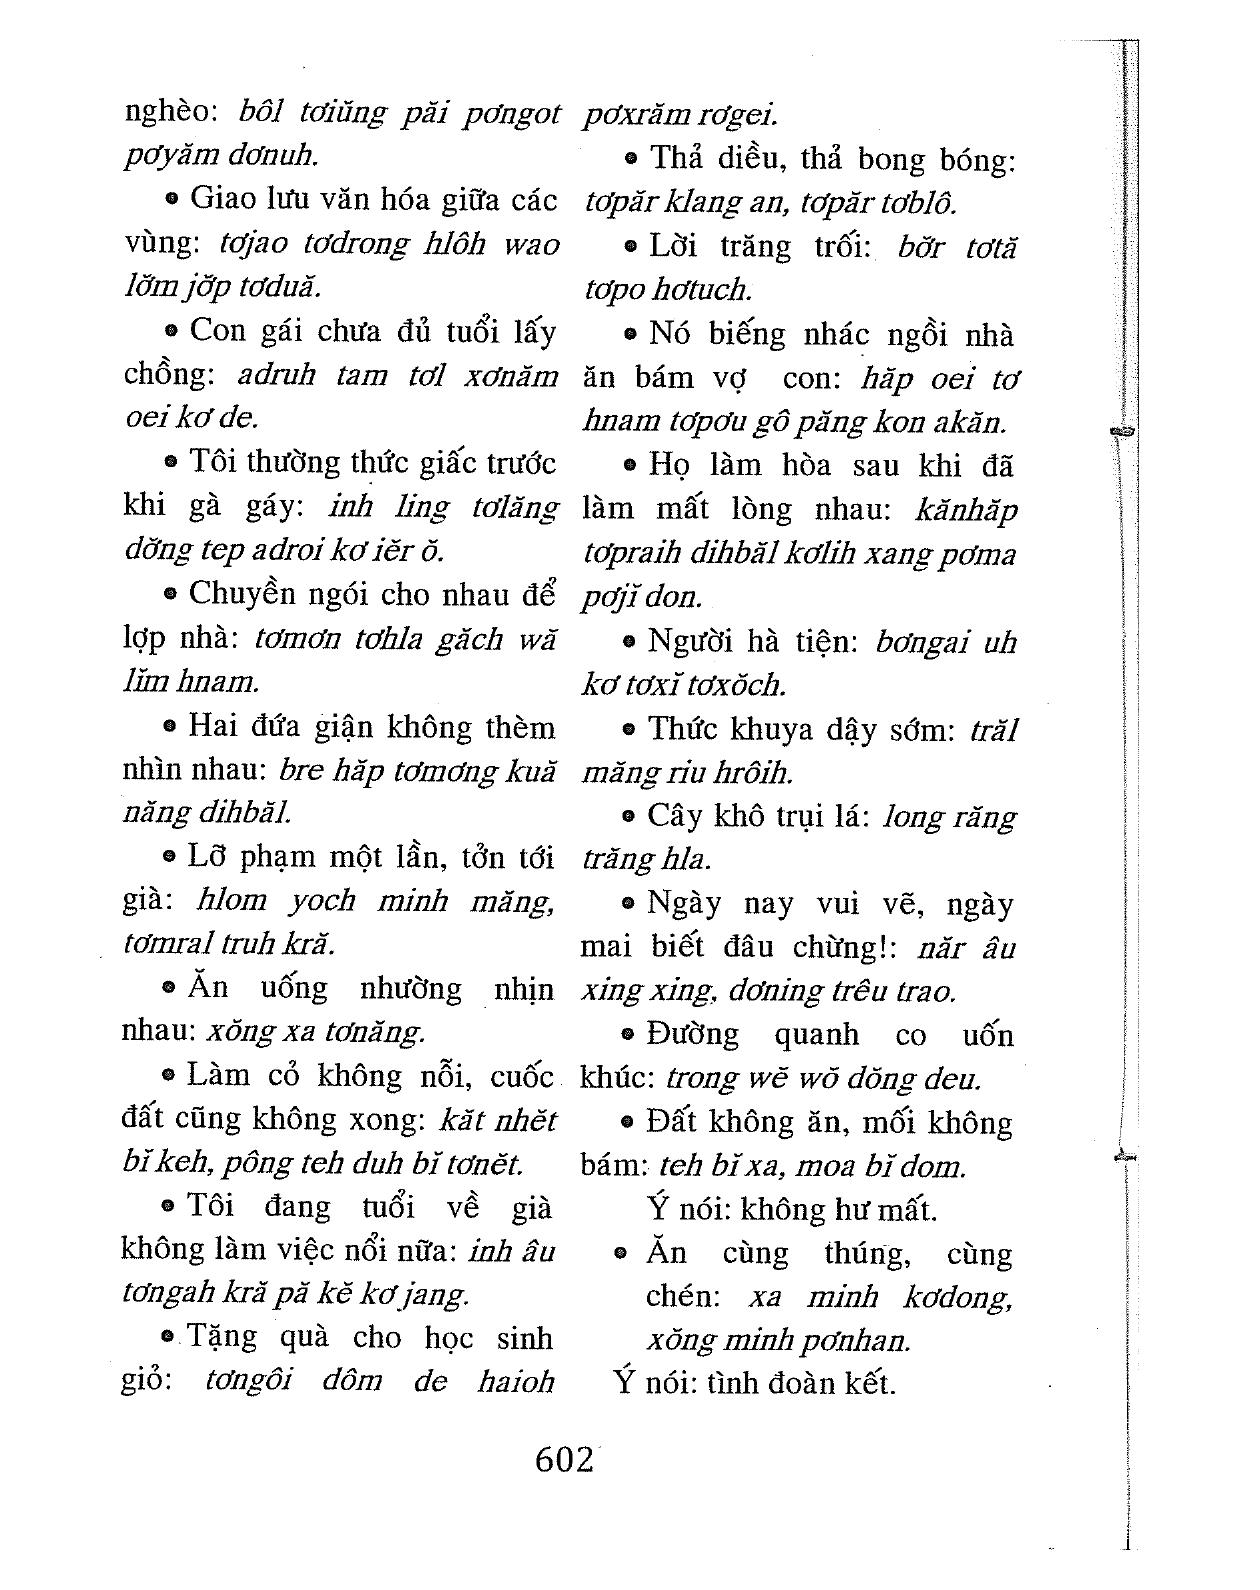 nghèo: bôl tơiŭng păi pơngot
pơyăm dơnuh.
• Giao lưu văn hóa giữa các
vùng: tơjao tơdrong hlôh wao
lơ̆m jơ̆p tơduă.
• Con gái chưa đủ tuổi lấy
chồng: adruh tam tơl xơnăm
oei kơ de.
• Tôi thường thức giấc trước
khi gà gáy: inh ling tơlăng
dơ̆ng tep adroi kơ iĕr ŏ.
• Chuyền ngói cho nhau để
lợp nhà: tơmơn tơhla găch wă
lĭm hnam.
• Hai đứa giận không thèm
nhìn nhau: bre hăp tơmơng kuă
năng dihbăl.
• Lỡ phạm một lần, tởn tới
già: hlom yoch minh măng,
tơmral truh kră.
• Ăn uống nhường nhịn
nhau: xŏng xa tơnăng.
• Làm cỏ không nỗi, cuốc
đất cũng không xong: kăt nhĕt
bĭ keh, pông teh duh bĭ tơnĕt.
• Tôi đang tuổi về già
không làm việc nổi nữa: inh âu
tơngah kră pă kĕ kơ jang.
• Tặng quà cho học sinh
giỏ: tơngôi dôm de haioh
pơxrăm rơgei.
• Thả diều, thả bong bóng:
tơpăr klang an, tơpăr tơblô.
• Lời trăng trối: bơ̆r tơtă
tơpo hơtuch.
• Nó biếng nhác ngồi nhà
ăn bám vợ con: hăp oei tơ
hnam tơpơu gô păng kon akăn.
• Họ làm hòa sau khi đã
làm mất lòng nhau: kănhăp
tơpraih dihbăl kơlih xang pơma
pơjĭ don.
• Người hà tiện: bơngai uh
kơ tơxĭ tơxŏch.
• Thức khuya dậy sớm: trăl
măng riu hrôih.
• Cây khô trụi lá: long răng
trăng hla.
• Ngày nay vui vẽ, ngày
mai biết đâu chừng!: năr âu
xing xing, dơning trêu trao.
• Đường quanh co uốn
khúc: trong wĕ wŏ dŏng deu.
• Đất không ăn, mối không
bám: teh bĭ xa, moa bĭ dom.
Ý nói: không hư mất.
• Ăn cùng thúng, cùng
chén: xa minh kơdong,
xŏng minh pơnhan.
Ý nói: tình đoàn kết.
602